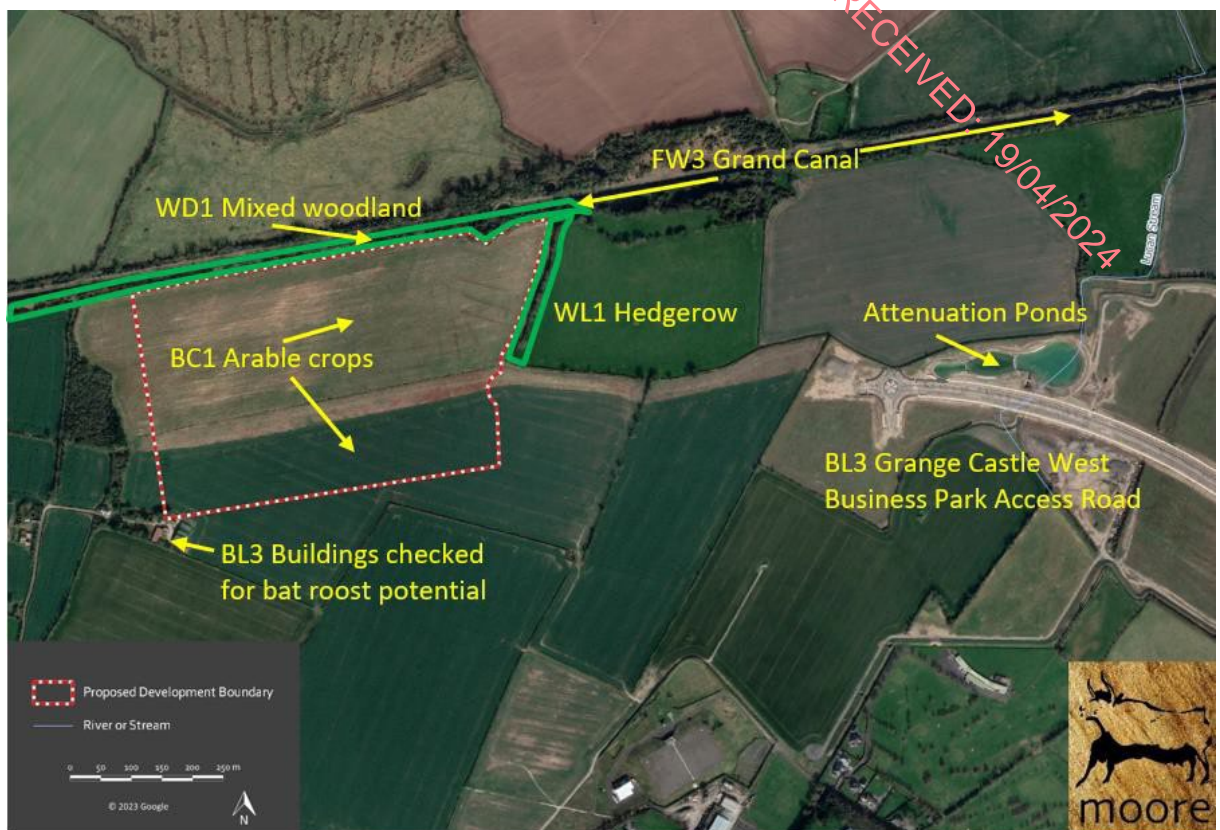 RECEIVED: 19/04/2024
FW3 Grand Canal
WD1 Mixed woodland
Lucan Stream
WL1 Hedgerow
Attenuation Ponds
BC1 Arable crops
BL3 Grange Castle West
Business Park Access Road
BL3 Buildings checked
for bat roost potential
Proposed Development Boundary
River or Stream
0 50 100 150 200 250 m
© 2023 Google
N
moore